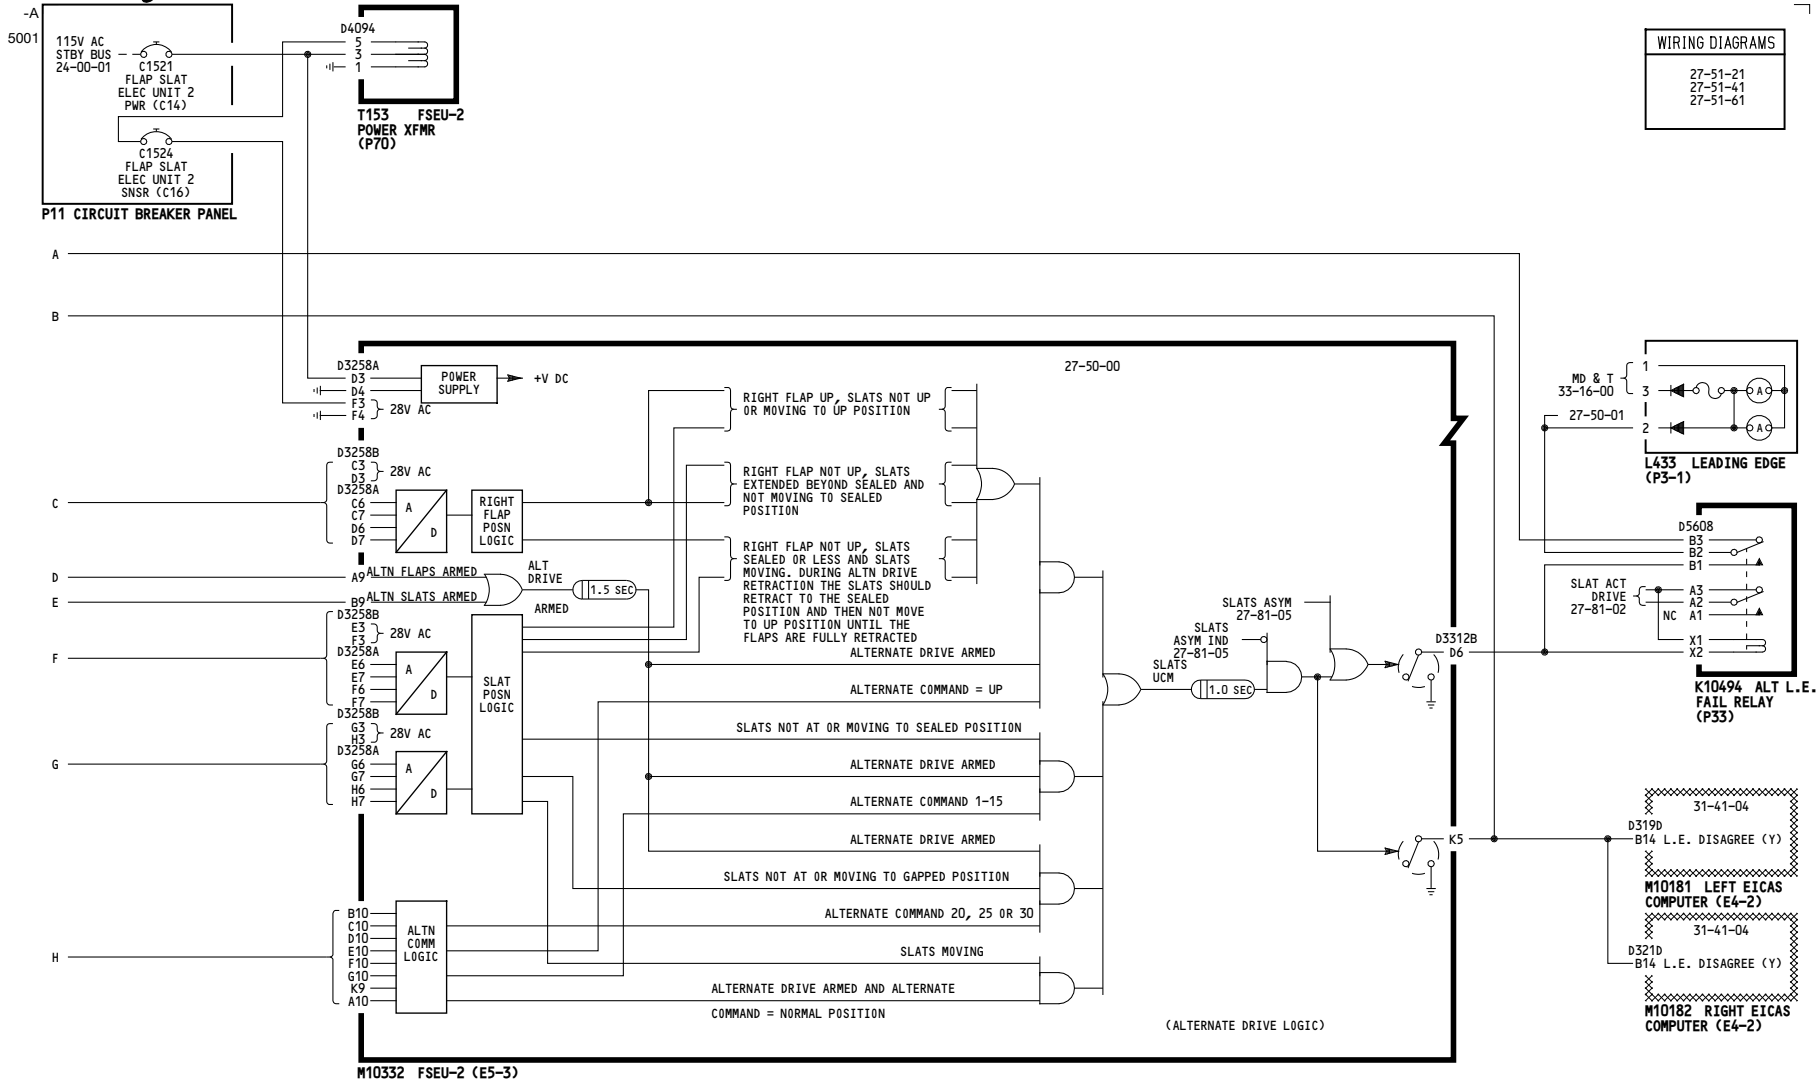 -A
5001
115V AC
STBY BUS
24-00-01
C1521
FLAP SLAT
ELEC UNIT 2
PWR (C14)
C1524
FLAP SLAT
ELEC UNIT 2
SNSR (C16)
P11 CIRCUIT BREAKER PANEL
D4094
5
3
1
T153 FSEU-2
POWER XFMR
(P70)
WIRING DIAGRAMS
27-51-21
27-51-41
27-51-61
A
B
C
D
E
F
G
H
27-50-00
D3258A
D3
D4
F3
F4
28V AC
POWER
SUPPLY
+V DC
D3258B
C3
D3
28V AC
D3258A
C6
C7
D6
D7
A
D
RIGHT
FLAP
POSN
LOGIC
A9
ALTN FLAPS ARMED
B9
ALTN SLATS ARMED
ALT
DRIVE
ARMED
1.5 SEC
D3258B
E3
F3
28V AC
D3258A
E6
E7
F6
F7
A
D
D3258B
G3
H3
28V AC
D3258A
G6
G7
H6
H7
A
D
SLAT
POSN
LOGIC
B10
C10
D10
E10
F10
G10
K9
A10
ALTN
COMM
LOGIC
RIGHT FLAP UP, SLATS NOT UP
OR MOVING TO UP POSITION
RIGHT FLAP NOT UP, SLATS
EXTENDED BEYOND SEALED AND
NOT MOVING TO SEALED
POSITION
RIGHT FLAP NOT UP, SLATS
SEALED OR LESS AND SLATS
MOVING. DURING ALTN DRIVE
RETRACTION THE SLATS SHOULD
RETRACT TO THE SEALED
POSITION AND THEN NOT MOVE
TO UP POSITION UNTIL THE
FLAPS ARE FULLY RETRACTED
ALTERNATE DRIVE ARMED
ALTERNATE COMMAND = UP
SLATS NOT AT OR MOVING TO SEALED POSITION
ALTERNATE DRIVE ARMED
ALTERNATE COMMAND 1-15
ALTERNATE DRIVE ARMED
SLATS NOT AT OR MOVING TO GAPPED POSITION
ALTERNATE COMMAND 20, 25 OR 30
SLATS MOVING
ALTERNATE DRIVE ARMED AND ALTERNATE
COMMAND = NORMAL POSITION
(ALTERNATE DRIVE LOGIC)
SLATS ASYM
27-81-05
SLATS
ASYM IND
27-81-05
SLATS
UCM
1.0 SEC
D3312B
D6
K5
M10332 FSEU-2 (E5-3)
MD & T
33-16-00
27-50-01
1
3
2
A
A
L433 LEADING EDGE
(P3-1)
D5608
B3
B2
B1
SLAT ACT
DRIVE
27-81-02
A3
A2
NC A1
X1
X2
K10494 ALT L.E.
FAIL RELAY
(P33)
31-41-04
D319D
B14 L.E. DISAGREE (Y)
M10181 LEFT EICAS
COMPUTER (E4-2)
31-41-04
D321D
B14 L.E. DISAGREE (Y)
M10182 RIGHT EICAS
COMPUTER (E4-2)